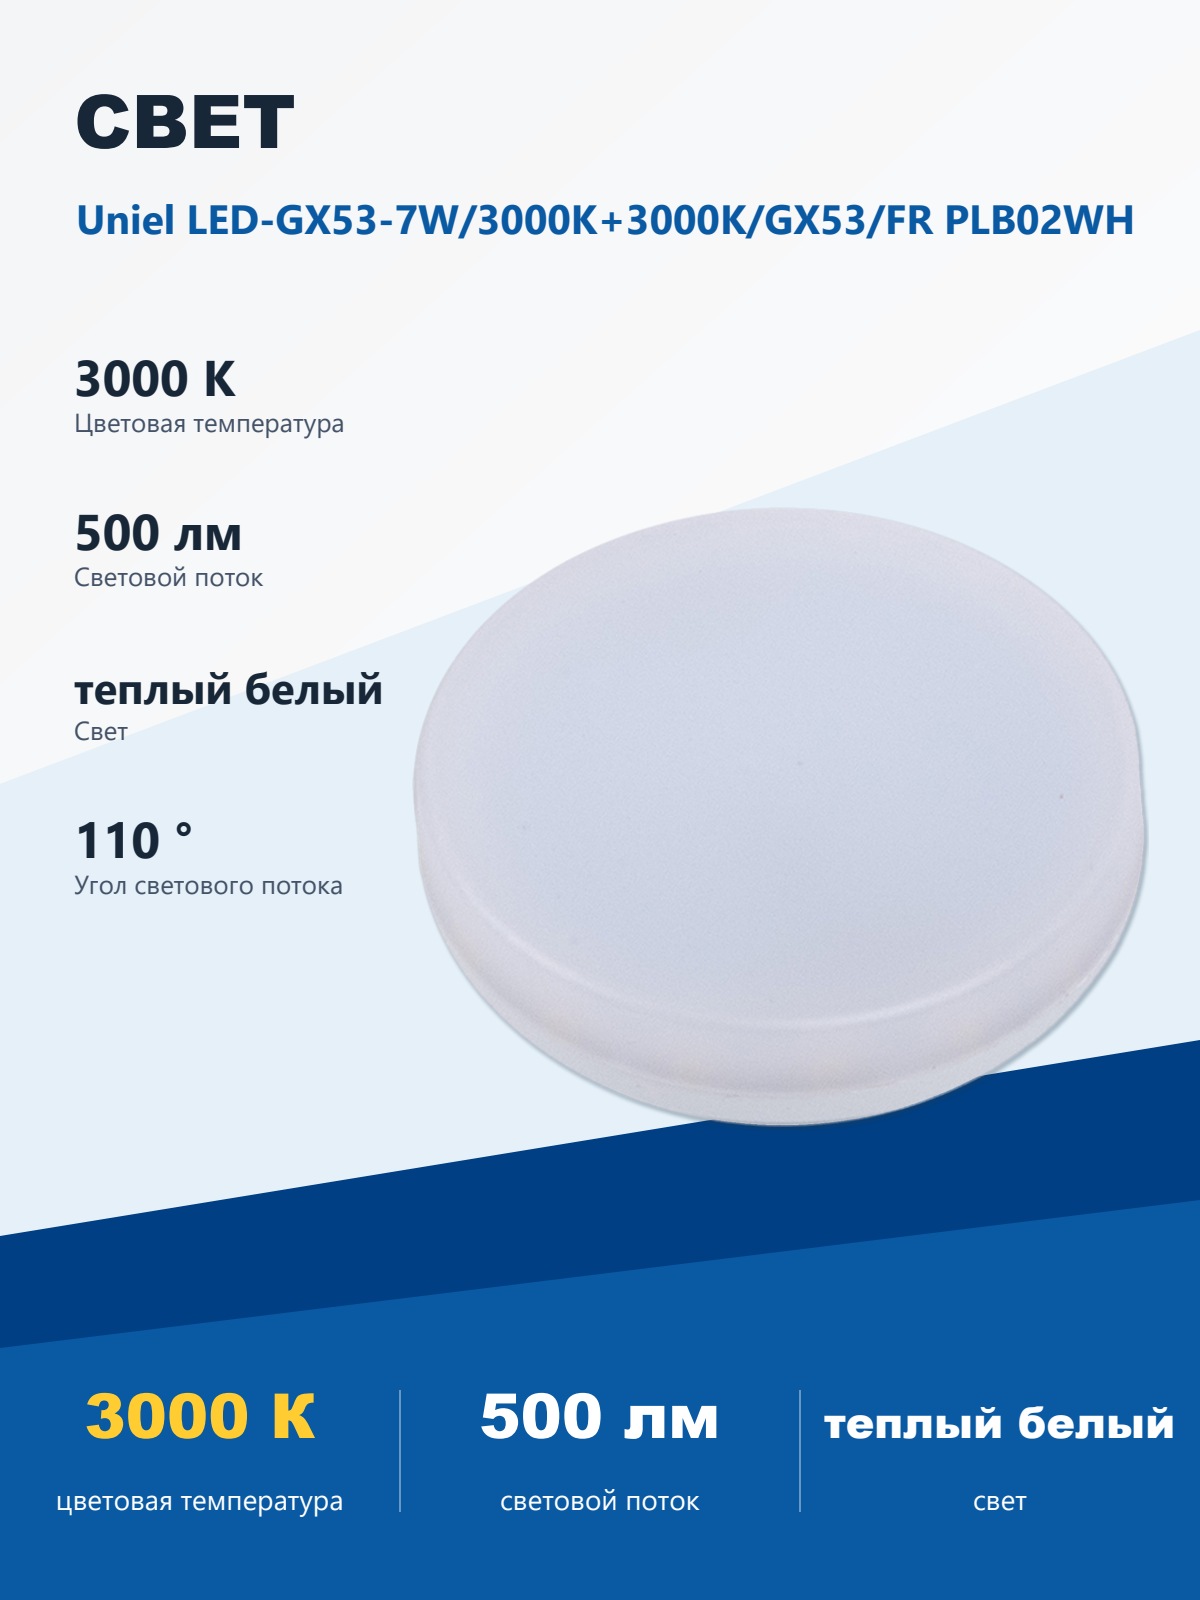 СВЕТ
Uniel LED-GX53-7W/3000K+3000K/GX53/FR PLB02WH
3000 К
Цветовая температура
500 лм
Световой поток
теплый белый
Свет
110 °
Угол светового потока
3000 К
цветовая температура
500 лм
световой поток
теплый белый
свет